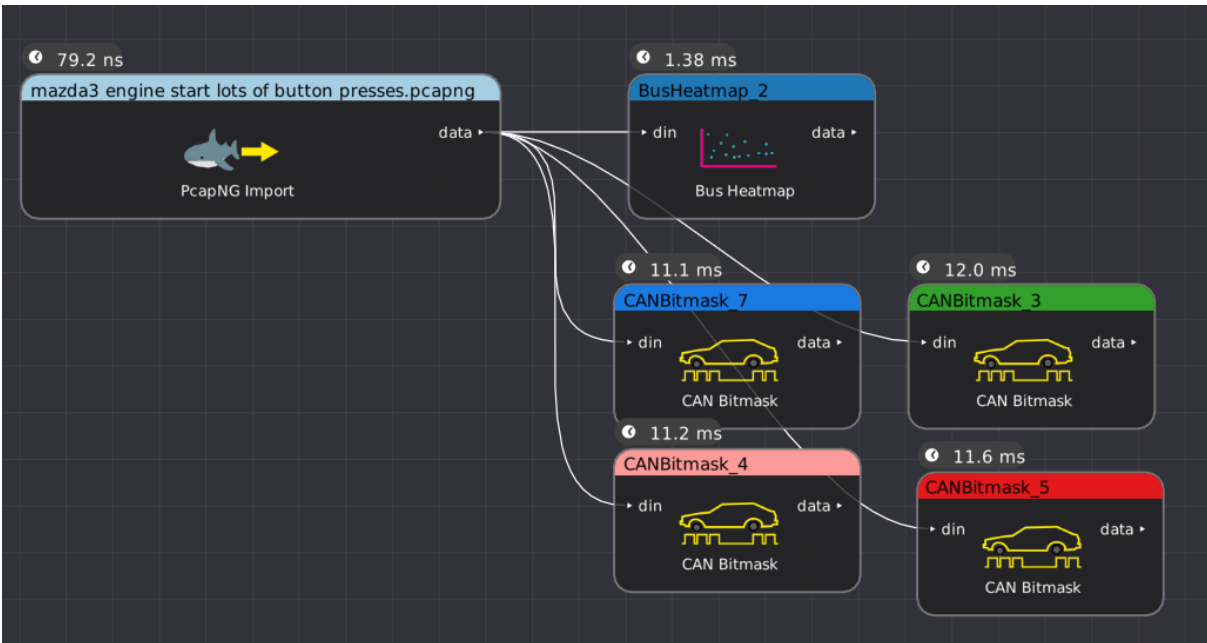 79.2 ns
mazda3 engine start lots of button presses.pcapng
data
PcapNG Import
1.38 ms
BusHeatmap_2
din
data
Bus Heatmap
11.1 ms
CANBitmask_7
din
data
CAN Bitmask
12.0 ms
CANBitmask_3
din
data
CAN Bitmask
11.2 ms
CANBitmask_4
din
data
CAN Bitmask
11.6 ms
CANBitmask_5
din
data
CAN Bitmask